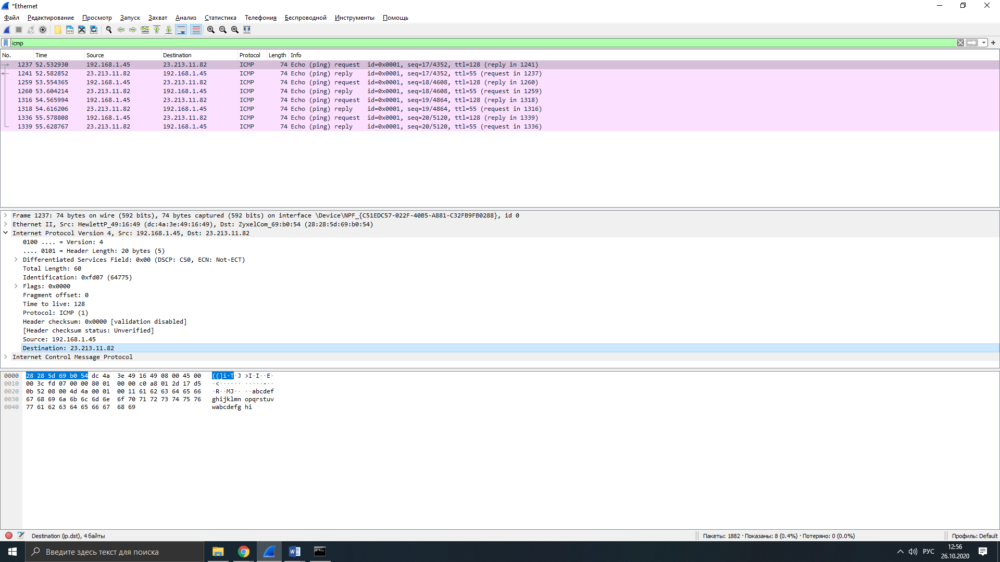 *Ethernet
Файл Редактирование Просмотр Запуск Захват Анализ Статистика Телефония Беспроводной Инструменты Помощь
icmp
No. Time Source Destination Protocol Length Info
1237 52.532930 192.168.1.45 23.213.11.82 ICMP 74 Echo (ping) request id=0x0001, seq=17/4352, ttl=128 (reply in 1241)
1241 52.582852 23.213.11.82 192.168.1.45 ICMP 74 Echo (ping) reply id=0x0001, seq=17/4352, ttl=55 (request in 1237)
1259 53.554365 192.168.1.45 23.213.11.82 ICMP 74 Echo (ping) request id=0x0001, seq=18/4608, ttl=128 (reply in 1260)
1260 53.604214 23.213.11.82 192.168.1.45 ICMP 74 Echo (ping) reply id=0x0001, seq=18/4608, ttl=55 (request in 1259)
1316 54.565994 192.168.1.45 23.213.11.82 ICMP 74 Echo (ping) request id=0x0001, seq=19/4864, ttl=128 (reply in 1318)
1318 54.616206 23.213.11.82 192.168.1.45 ICMP 74 Echo (ping) reply id=0x0001, seq=19/4864, ttl=55 (request in 1316)
1336 55.578808 192.168.1.45 23.213.11.82 ICMP 74 Echo (ping) request id=0x0001, seq=20/5120, ttl=128 (reply in 1339)
1339 55.628767 23.213.11.82 192.168.1.45 ICMP 74 Echo (ping) reply id=0x0001, seq=20/5120, ttl=55 (request in 1336)
Frame 1237: 74 bytes on wire (592 bits), 74 bytes captured (592 bits) on interface \Device\NPF_{C51EDC57-022F-40B5-A881-C32FB9FB0288}, id 0
Ethernet II, Src: HewlettP_49:16:49 (dc:4a:3e:49:16:49), Dst: ZyxelCom_69:b0:54 (28:28:5d:69:b0:54)
Internet Protocol Version 4, Src: 192.168.1.45, Dst: 23.213.11.82
0100 .... = Version: 4
.... 0101 = Header Length: 20 bytes (5)
Differentiated Services Field: 0x00 (DSCP: CS0, ECN: Not-ECT)
Total Length: 60
Identification: 0xfd07 (64775)
Flags: 0x0000
Fragment offset: 0
Time to live: 128
Protocol: ICMP (1)
Header checksum: 0x0000 [validation disabled]
[Header checksum status: Unverified]
Source: 192.168.1.45
Destination: 23.213.11.82
Internet Control Message Protocol
0000 28 28 5d 69 b0 54 dc 4a 3e 49 16 49 08 00 45 00 ((]i·T·J >I·I··E·
0010 00 3c fd 07 00 00 80 01 00 00 c0 a8 01 2d 17 d5 ·<······ ·····-··
0020 0b 52 08 00 4d 4a 00 01 00 11 61 62 63 64 65 66 ·R··MJ·· ··abcdef
0030 67 68 69 6a 6b 6c 6d 6e 6f 70 71 72 73 74 75 76 ghijklmn opqrstuv
0040 77 61 62 63 64 65 66 67 68 69 wabcdefg hi
Destination (ip.dst), 4 байты Пакеты: 1882 · Показаны: 8 (0.4%) · Потеряно: 0 (0.0%) Профиль: Default
Введите здесь текст для поиска РУС 12:56
26.10.2020